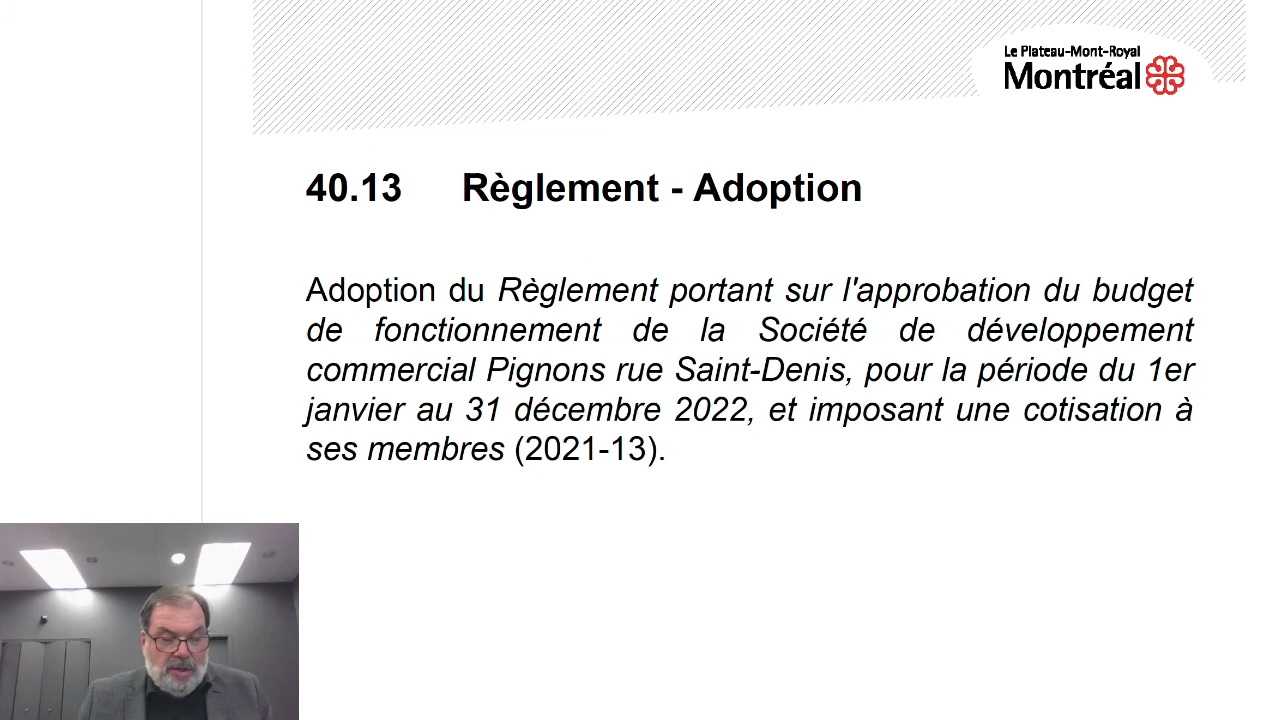 Le Plateau-Mont-Royal
Montréal
40.13 Règlement - Adoption
Adoption du Règlement portant sur l'approbation du budget
de fonctionnement de la Société de développement
commercial Pignons rue Saint-Denis, pour la période du 1er
janvier au 31 décembre 2022, et imposant une cotisation à
ses membres (2021-13).